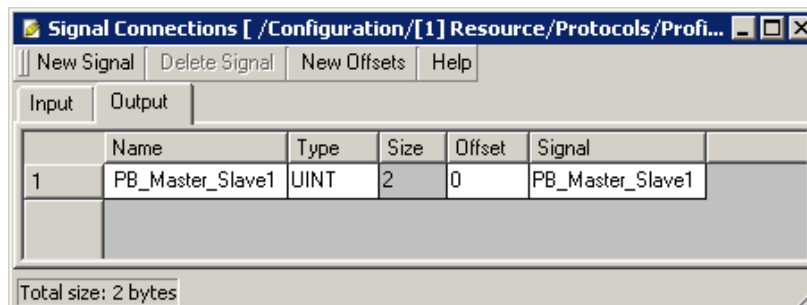 Signal Connections [ /Configuration/[1] Resource/Protocols/Profi...
New Signal Delete Signal New Offsets Help
Input Output
Name Type Size Offset Signal
1 PB_Master_Slave1 UINT 2 0 PB_Master_Slave1
Total size: 2 bytes